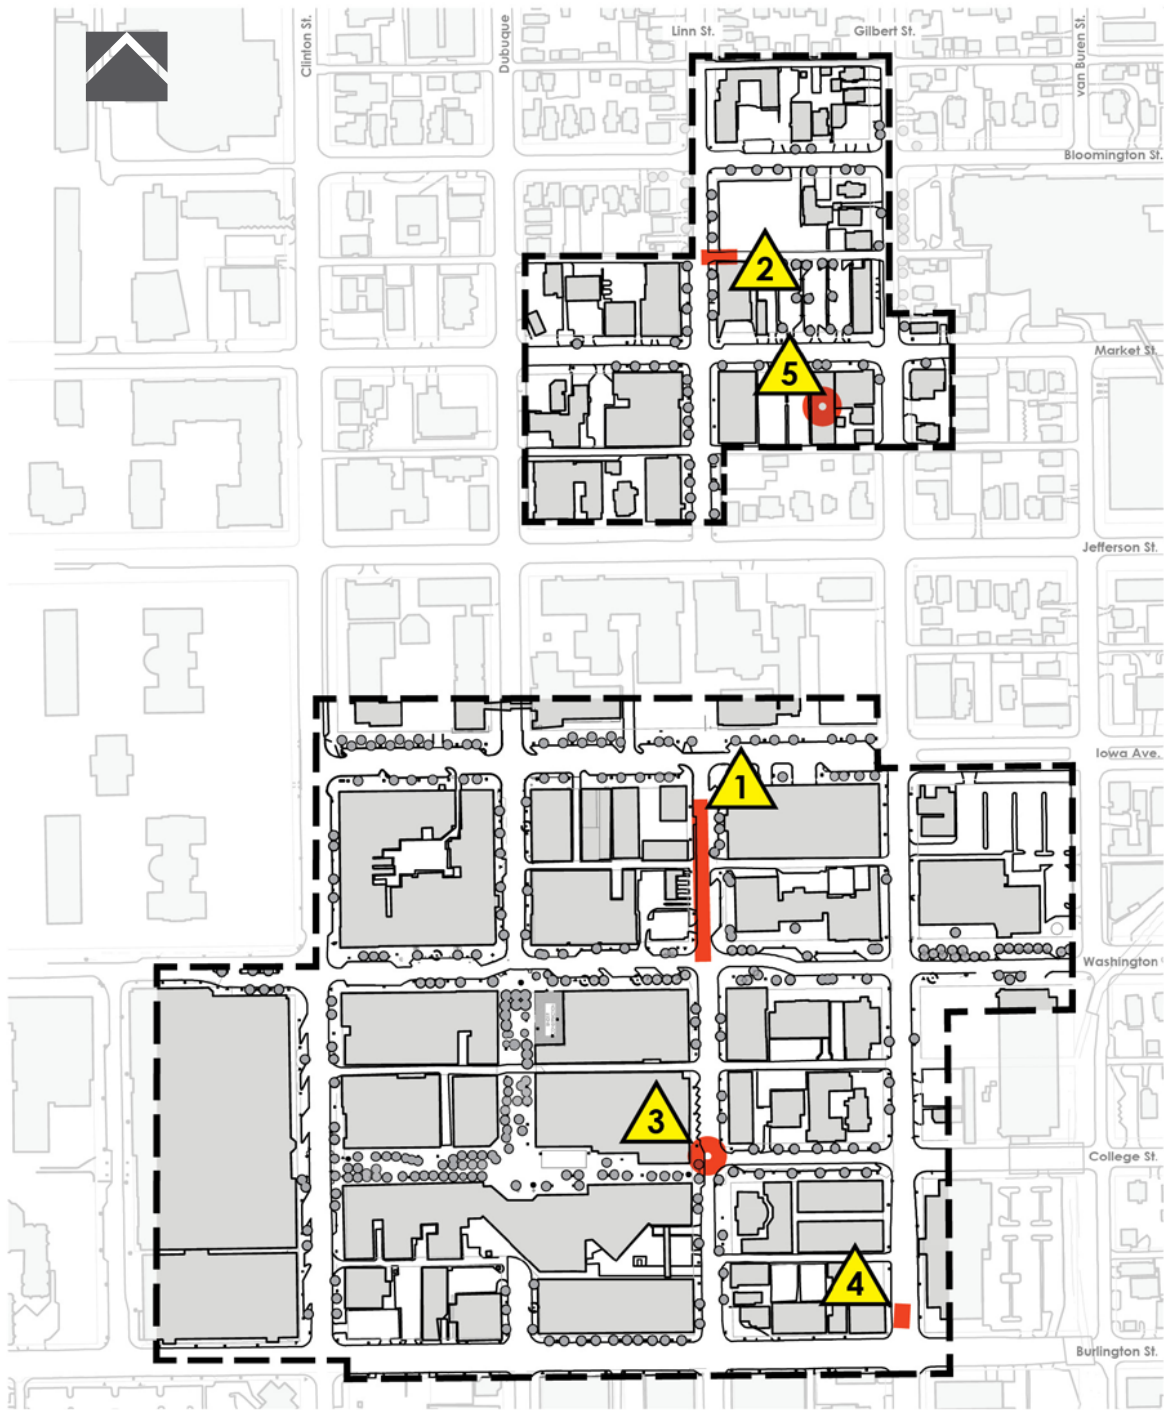 Clinton St.
Dubuque
Linn St.
Gilbert St.
van Buren St.
Bloomington St.
2
Market St.
5
Jefferson St.
Iowa Ave.
1
Washington
3
College St.
4
Burlington St.